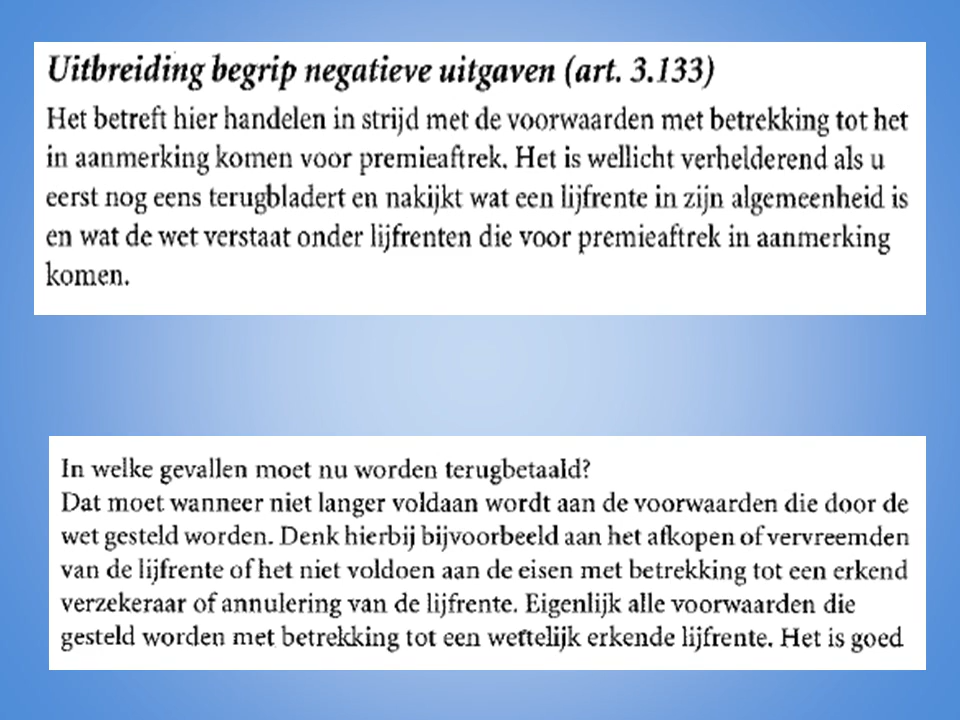 Uitbreiding begrip negatieve uitgaven (art. 3.133)
Het betreft hier handelen in strijd met de voorwaarden met betrekking tot het
in aanmerking komen voor premieaftrek. Het is wellicht verhelderend als u
eerst nog eens terugbladert en nakijkt wat een lijfrente in zijn algemeenheid is
en wat de wet verstaat onder lijfrenten die voor premieaftrek in aanmerking
komen.
In welke gevallen moet nu worden terugbetaald?
Dat moet wanneer niet langer voldaan wordt aan de voorwaarden die door de
wet gesteld worden. Denk hierbij bijvoorbeeld aan het afkopen of vervreemden
van de lijfrente of het niet voldoen aan de eisen met betrekking tot een erkend
verzekeraar of annulering van de lijfrente. Eigenlijk alle voorwaarden die
gesteld worden met betrekking tot een wettelijk erkende lijfrente. Het is goed